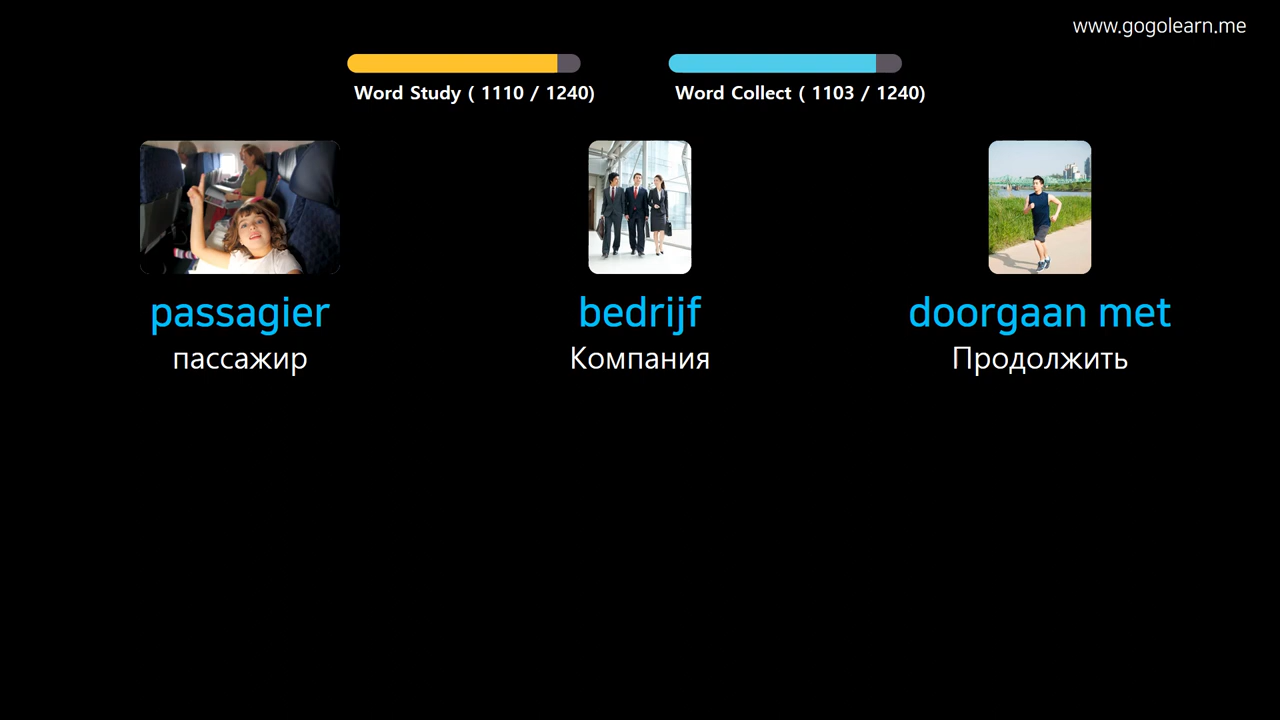 www.gogolearn.me
Word Study ( 1110 / 1240)
Word Collect ( 1103 / 1240)
passagier
пассажир
bedrijf
Компания
doorgaan met
Продолжить